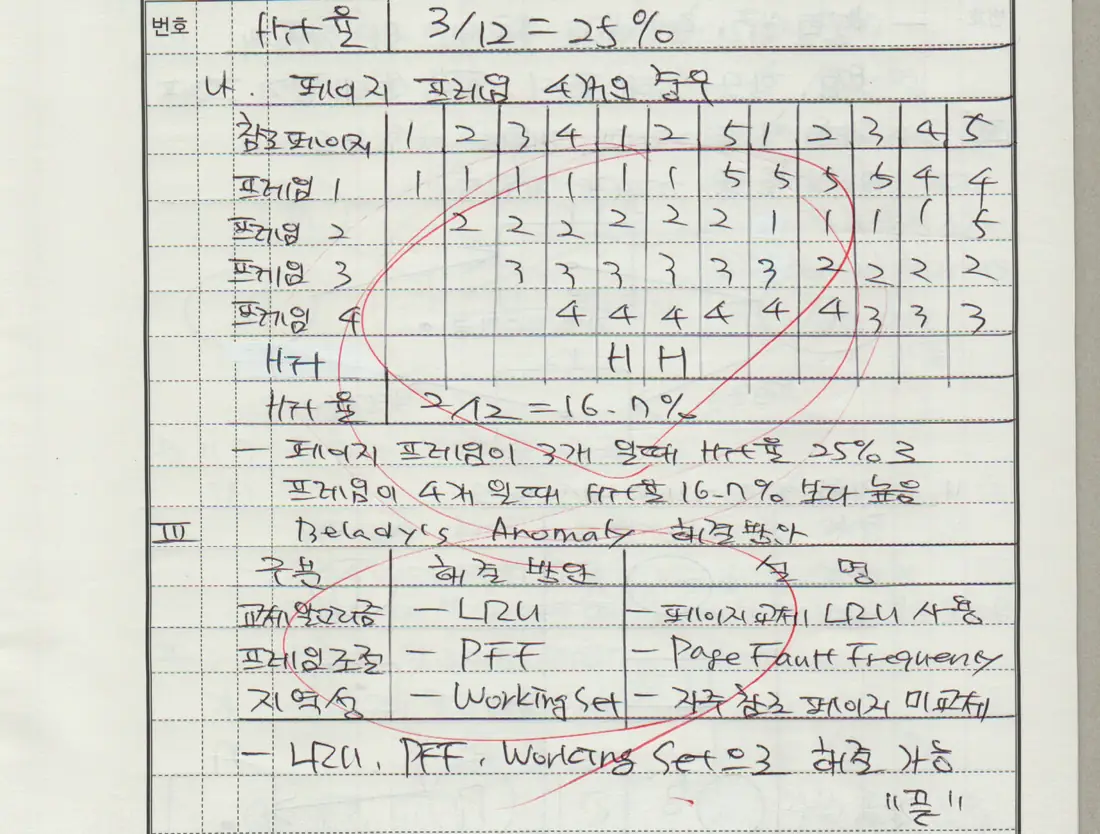 번호 Hit율 3/12 = 25%
나. 페이지 프레임 4개인 경우
참조페이지 1 2 3 4 1 2 5 1 2 3 4 5
프레임 1 1 1 1 1 1 1 5 5 5 5 4 4
프레임 2 2 2 2 2 2 2 1 1 1 1 5
프레임 3 3 3 3 3 3 3 2 2 2 2
프레임 4 4 4 4 4 4 4 3 3 3
Hit H H
Hit율 2/12 = 16.7%
- 페이지 프레임이 3개 일때 Hit율 25%로
프레임이 4개 일때 Hit율 16.7% 보다 높음
III Belady's Anomaly 해결방안
구분 해결 방안 설 명
교체알고리즘 - LRU - 페이지교체 LRU 사용
프레임조절 - PFF - Page Fault Frequency
지역성 - Working Set - 자주 참조 페이지 미교체
- LRU, PFF, Working Set으로 해결 가능
"끝"